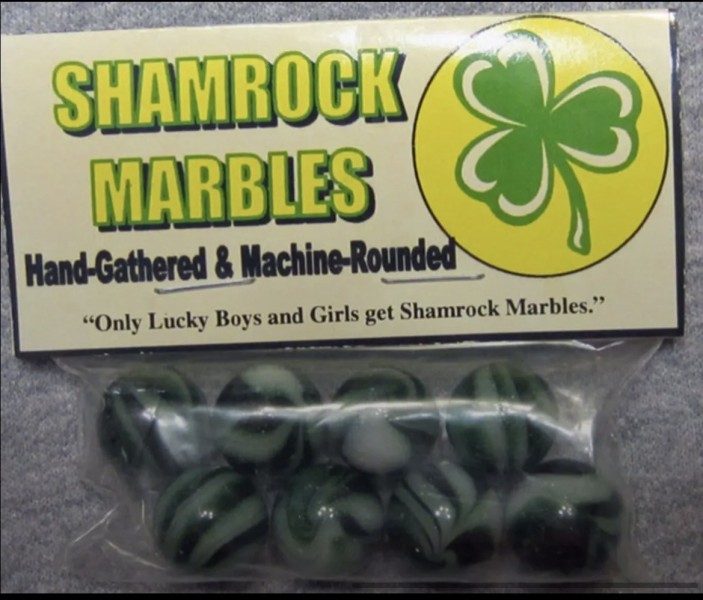 SHAMROCK
MARBLES
Hand-Gathered & Machine-Rounded
“Only Lucky Boys and Girls get Shamrock Marbles.”